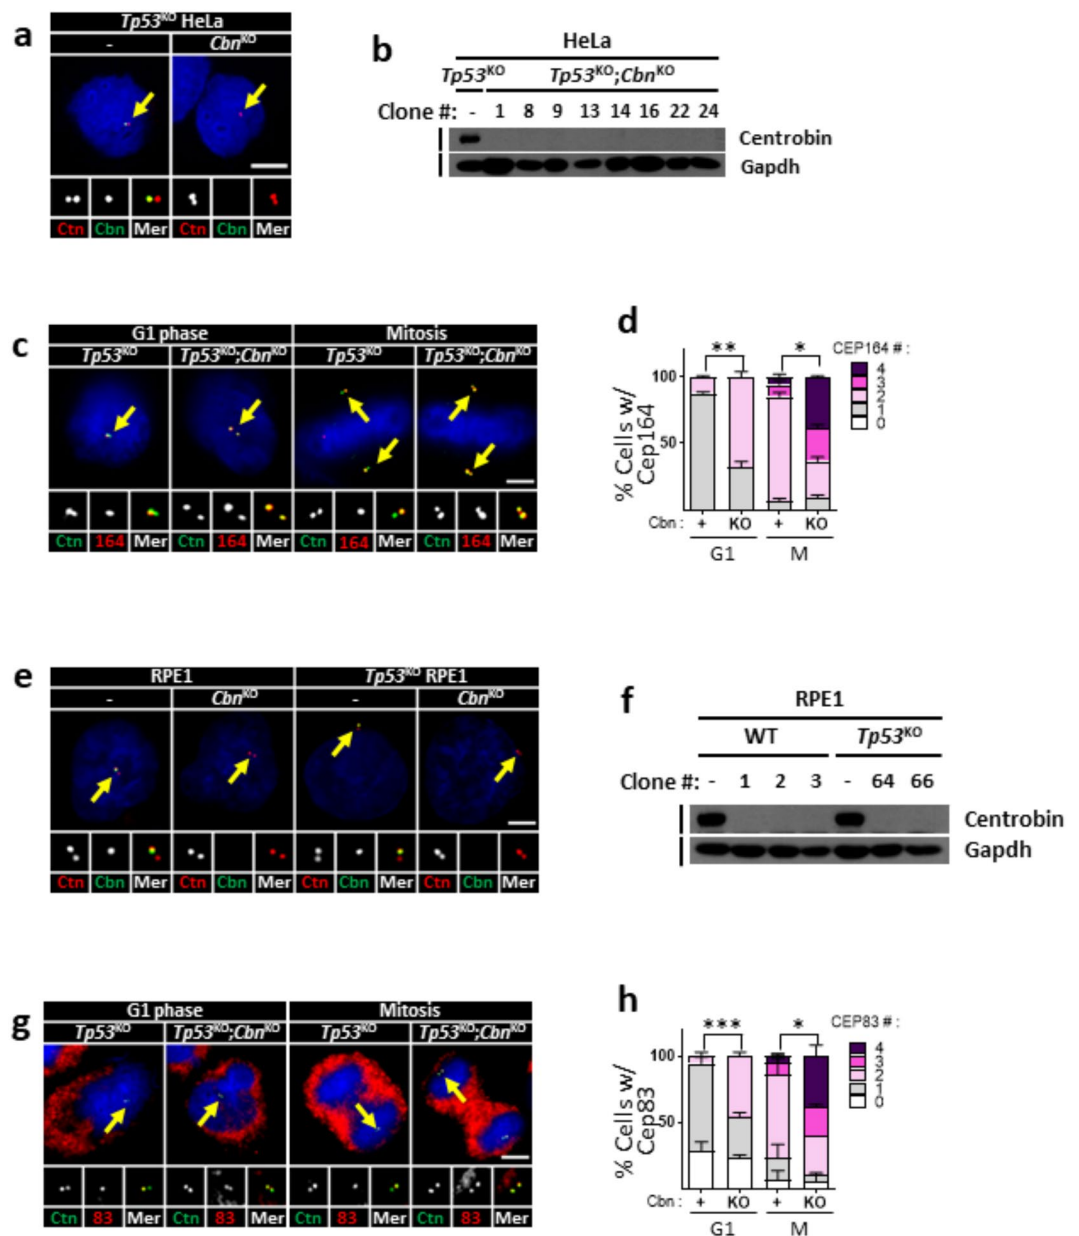 a
Tp53KO HeLa
-
CbnKO
Ctn Cbn Mer Ctn Cbn Mer
b
HeLa
Tp53KO Tp53KO;CbnKO
Clone #: - 1 8 9 13 14 16 22 24
Centrobin
Gapdh
c
G1 phase Mitosis
Tp53KO Tp53KO;CbnKO Tp53KO Tp53KO;CbnKO
Ctn 164 Mer Ctn 164 Mer Ctn 164 Mer Ctn 164 Mer
d
** *
CEP164 # :
4
3
2
1
0
% Cells w/
Cep164
100
50
Cbn : + KO + KO
G1 M
e
RPE1 Tp53KO RPE1
- CbnKO - CbnKO
Ctn Cbn Mer Ctn Cbn Mer Ctn Cbn Mer Ctn Cbn Mer
f
RPE1
WT Tp53KO
Clone #: - 1 2 3 - 64 66
Centrobin
Gapdh
g
G1 phase Mitosis
Tp53KO Tp53KO;CbnKO Tp53KO Tp53KO;CbnKO
Ctn 83 Mer Ctn 83 Mer Ctn 83 Mer Ctn 83 Mer
h
*** *
CEP83 # :
4
3
2
1
0
% Cells w/
Cep83
100
50
Cbn : + KO + KO
G1 M